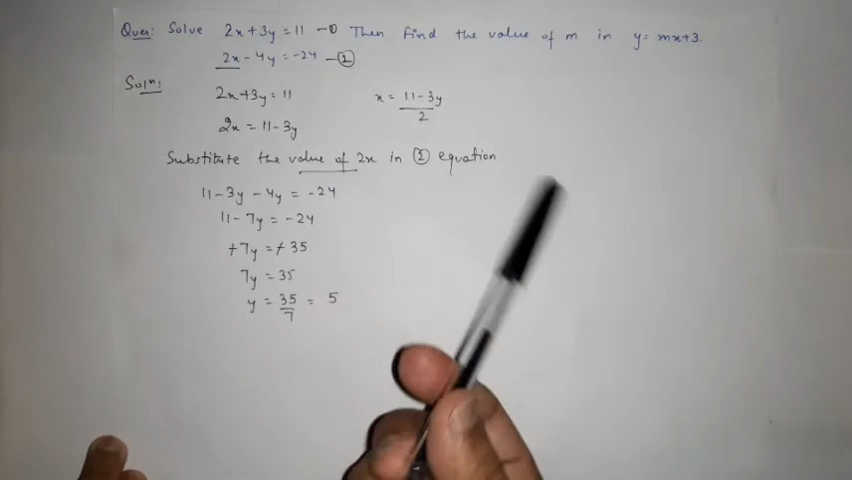 Ques: Solve 2x+3y=11 -① Then find the value of m in y=mx+3.
2x-4y=-24 -②
Solⁿ:
2x+3y=11 x= 11-3y/2
2x=11-3y
Substitute the value of 2x in ② equation
11-3y-4y=-24
11-7y=-24
+7y=+35
7y=35
y=35/7=5